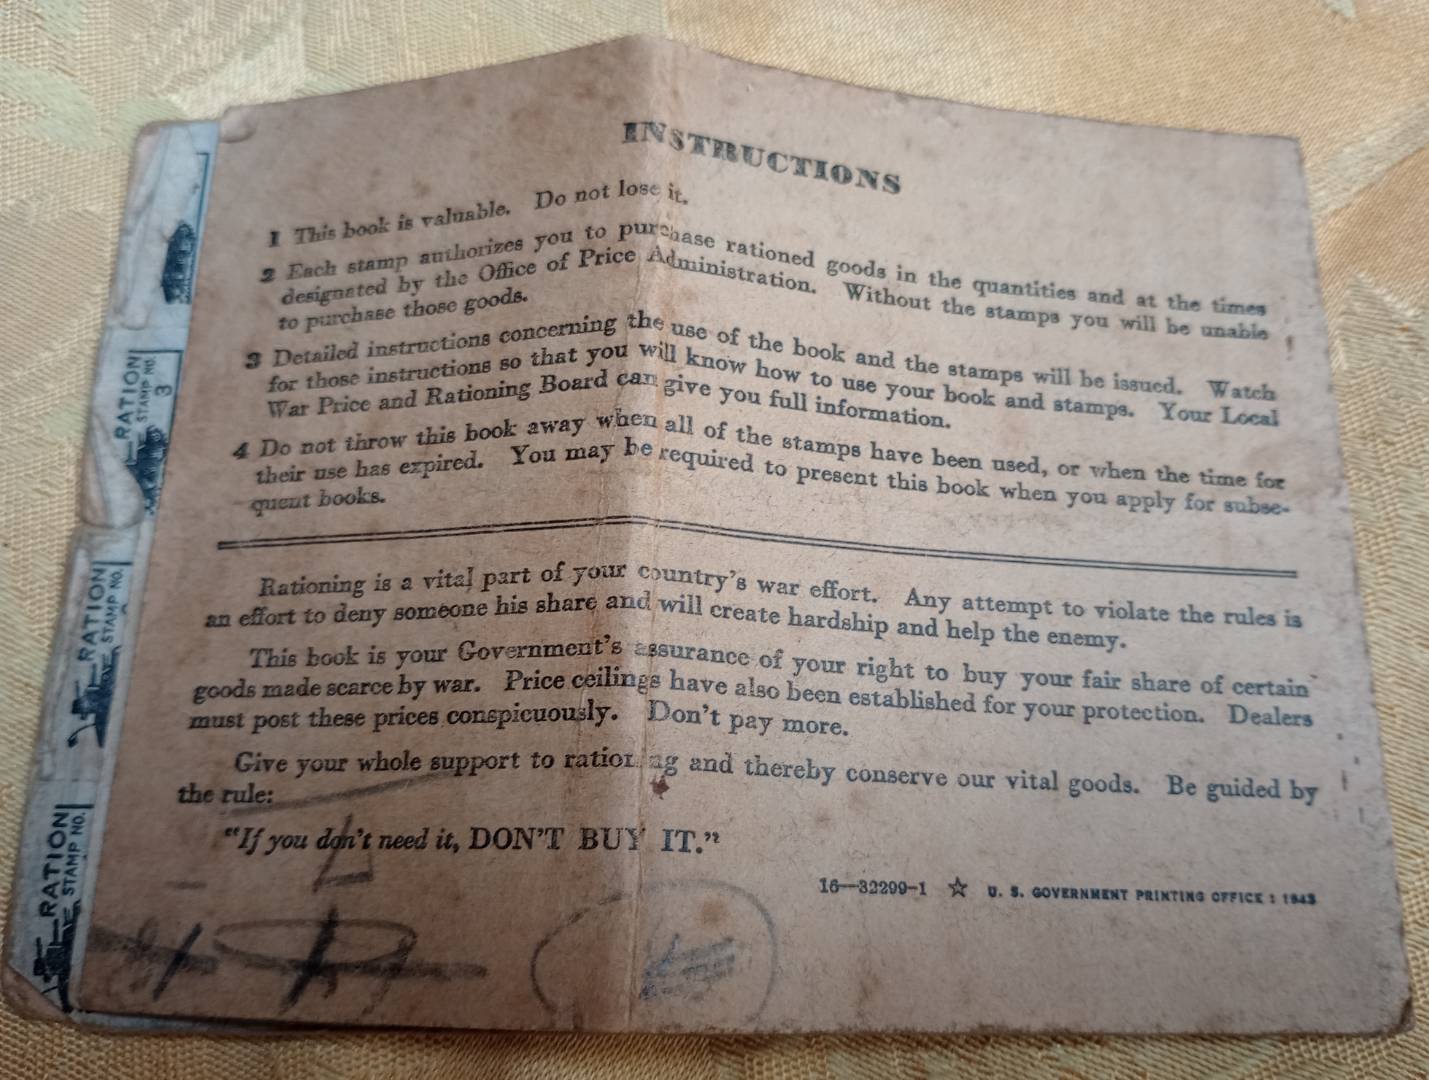 INSTRUCTIONS
1 This book is valuable. Do not lose it.
2 Each stamp authorizes you to purchase rationed goods in the quantities and at the times
designated by the Office of Price Administration. Without the stamps you will be unable
to purchase those goods.
3 Detailed instructions concerning the use of the book and the stamps will be issued. Watch
for those instructions so that you will know how to use your book and stamps. Your Local
War Price and Rationing Board can give you full information.
4 Do not throw this book away when all of the stamps have been used, or when the time for
their use has expired. You may be required to present this book when you apply for subse-
quent books.
Rationing is a vital part of your country's war effort. Any attempt to violate the rules is
an effort to deny someone his share and will create hardship and help the enemy.
This book is your Government's assurance of your right to buy your fair share of certain
goods made scarce by war. Price ceilings have also been established for your protection. Dealers
must post these prices conspicuously. Don't pay more.
Give your whole support to rationing and thereby conserve our vital goods. Be guided by
the rule:
"If you don't need it, DON'T BUY IT."
16—32299-1 ☆ U. S. GOVERNMENT PRINTING OFFICE : 1943
RATION
STAMP NO.
3
RATION
STAMP NO.
RATION
STAMP NO.